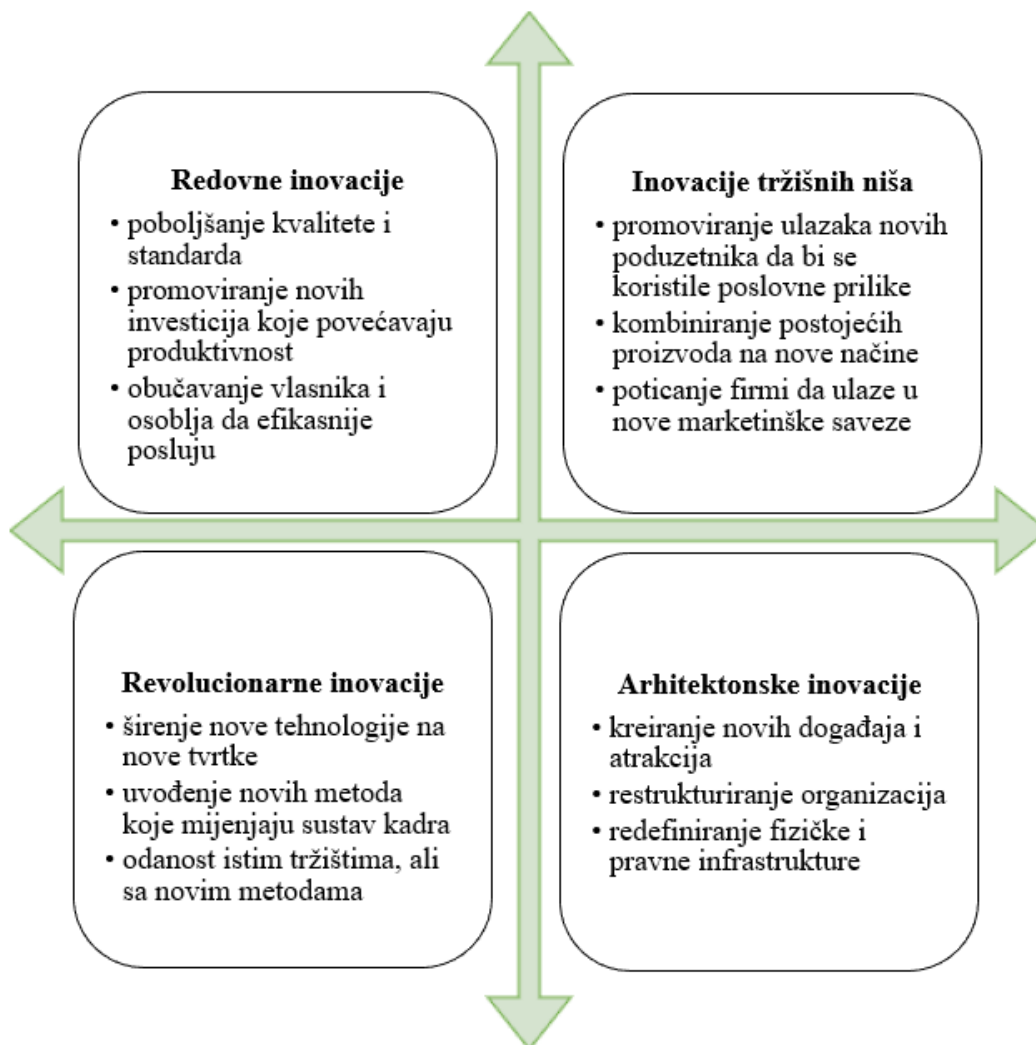 Redovne inovacije
• poboljšanje kvalitete i
standarda
• promoviranje novih
investicija koje povećavaju
produktivnost
• obučavanje vlasnika i
osoblja da efikasnije
posluju
Inovacije tržišnih niša
• promoviranje ulazaka novih
poduzetnika da bi se
koristile poslovne prilike
• kombiniranje postojećih
proizvoda na nove načine
• poticanje firmi da ulaze u
nove marketinške saveze
Revolucionarne inovacije
• širenje nove tehnologije na
nove tvrtke
• uvođenje novih metoda
koje mijenjaju sustav kadra
• odanost istim tržištima, ali
sa novim metodama
Arhitektonske inovacije
• kreiranje novih događaja i
atrakcija
• restrukturiranje organizacija
• redefiniranje fizičke i
pravne infrastrukture